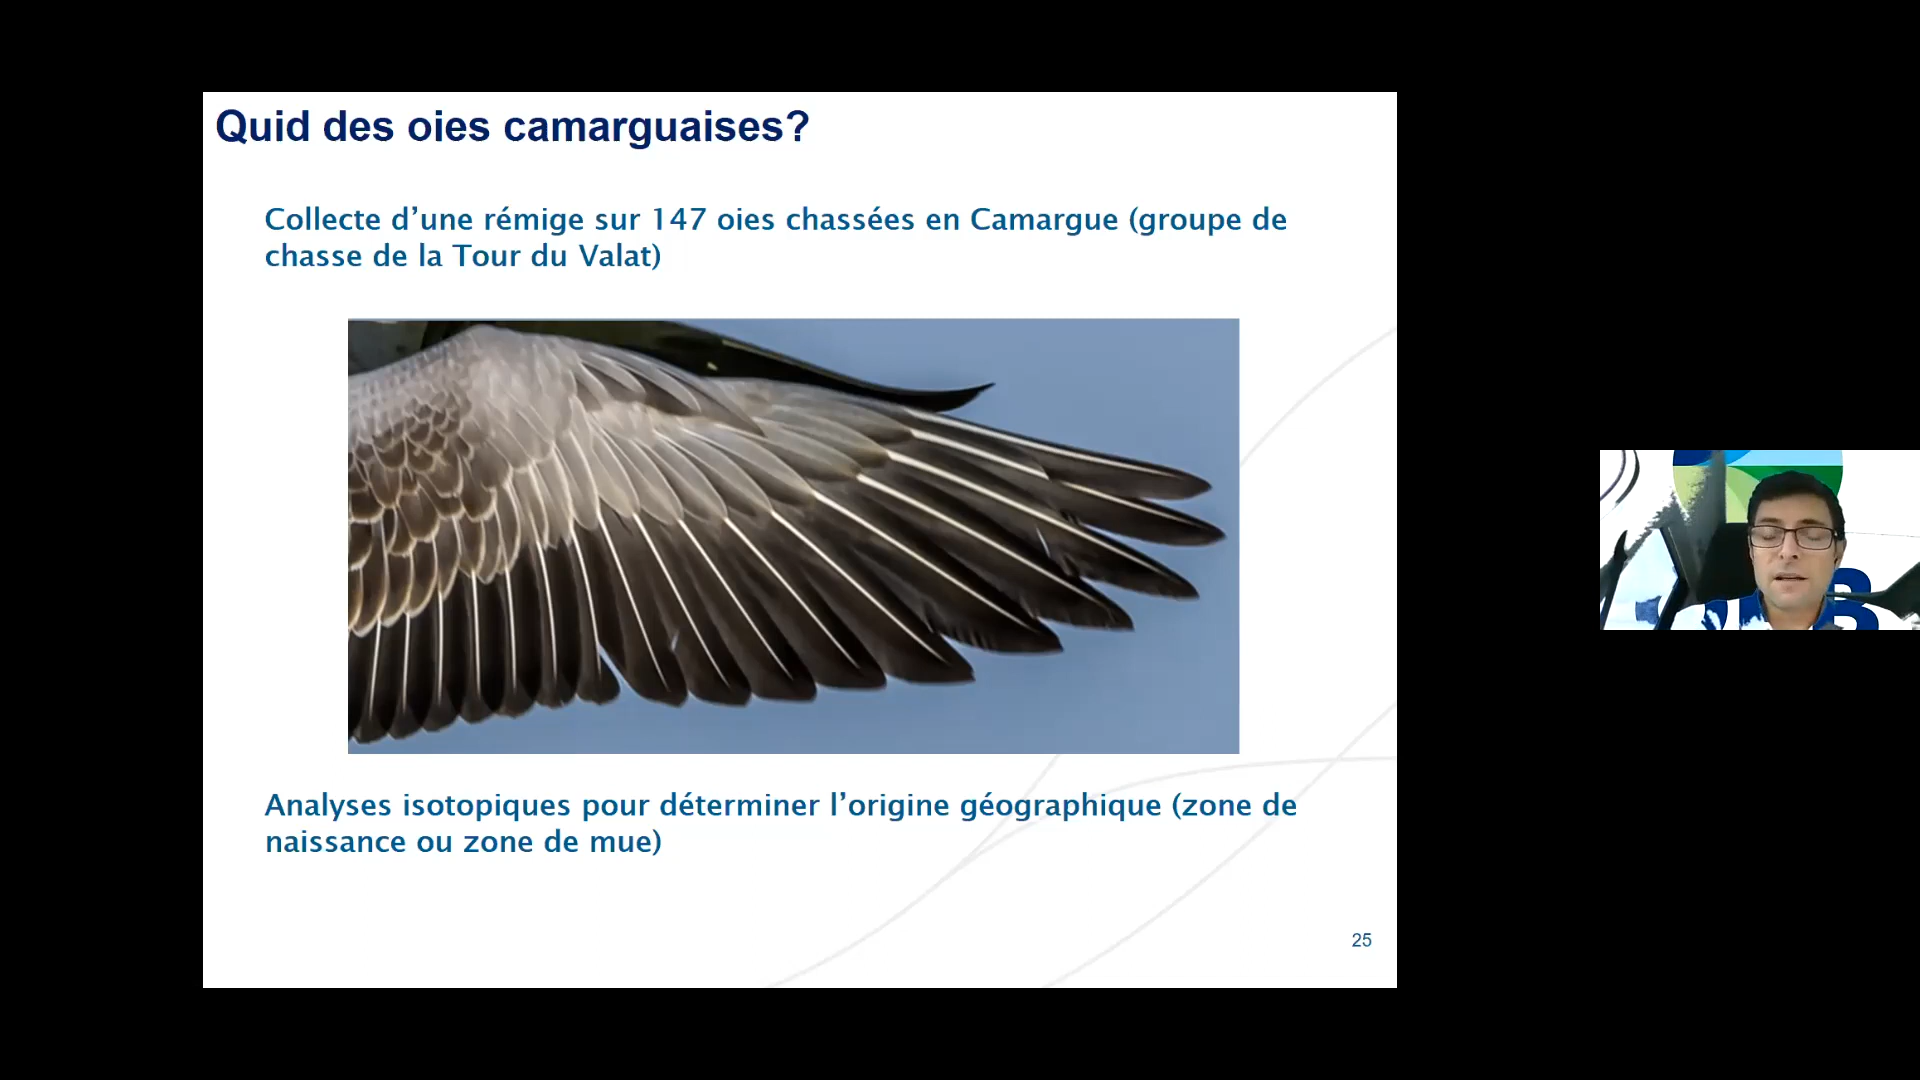 Quid des oies camarguaises?
Collecte d’une rémige sur 147 oies chassées en Camargue (groupe de
chasse de la Tour du Valat)
Analyses isotopiques pour déterminer l’origine géographique (zone de
naissance ou zone de mue)
25